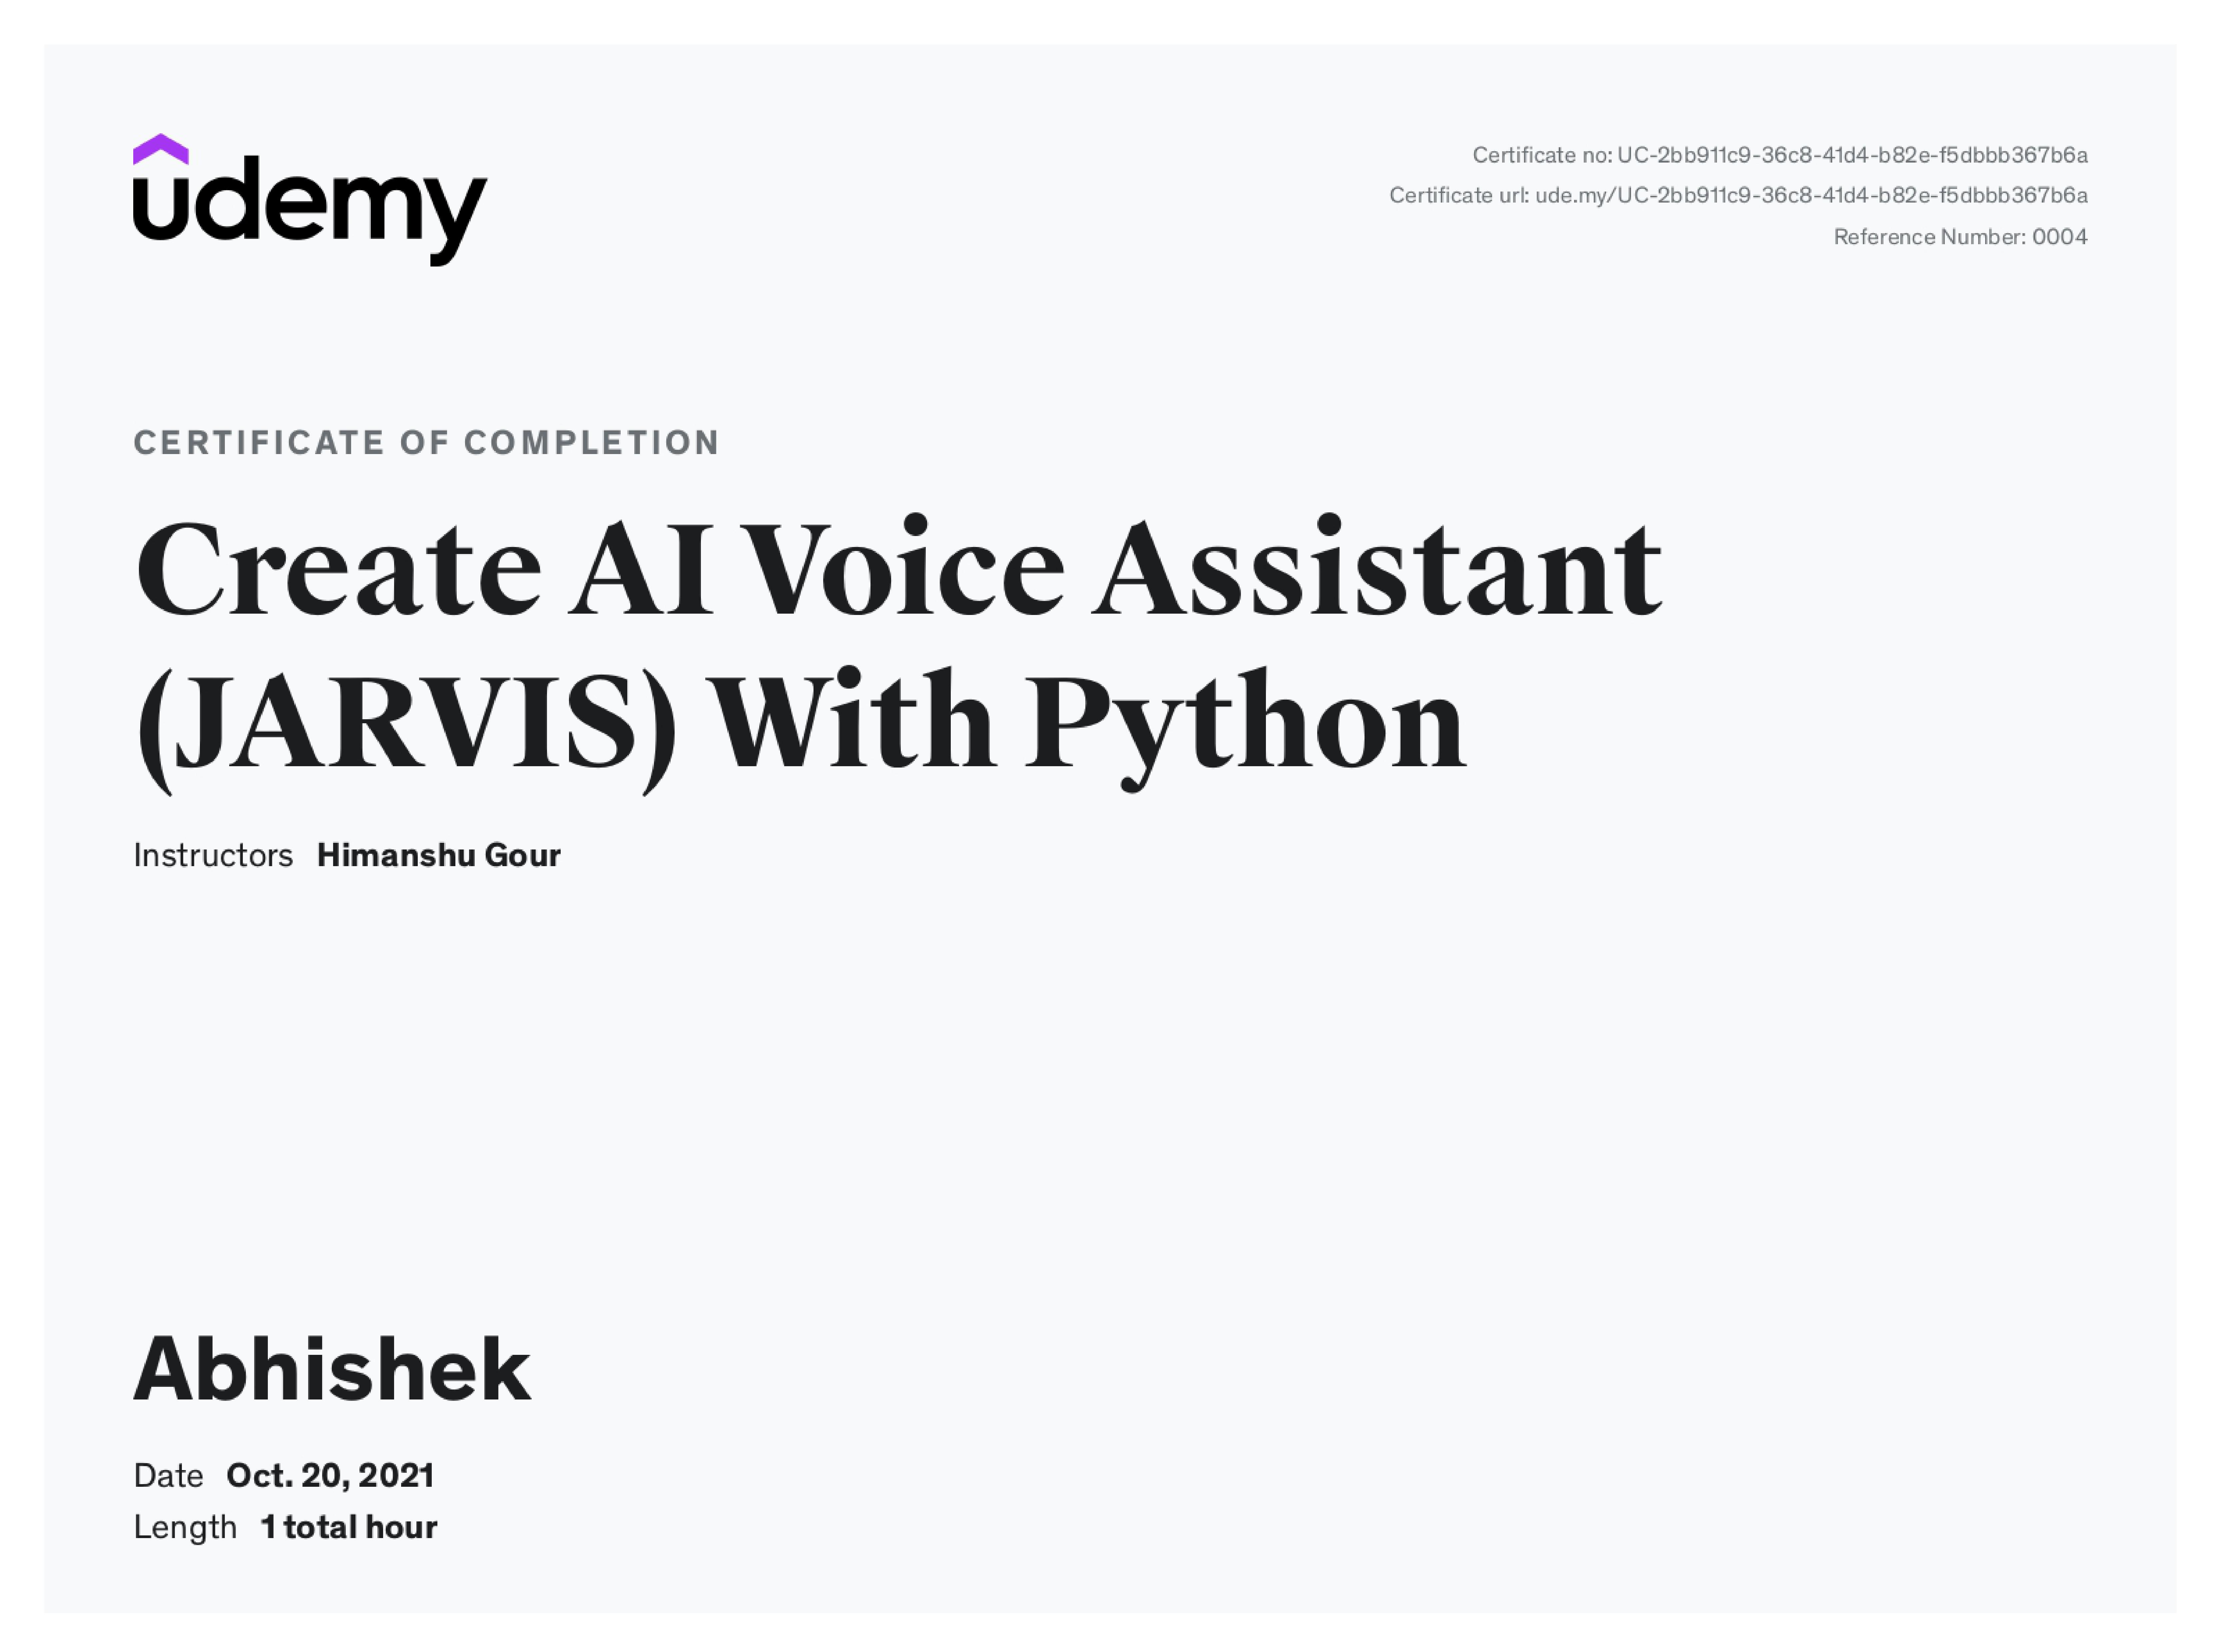 udemy
Certificate no: UC-2bb911c9-36c8-41d4-b82e-f5dbbb367b6a
Certificate url: ude.my/UC-2bb911c9-36c8-41d4-b82e-f5dbbb367b6a
Reference Number: 0004
CERTIFICATE OF COMPLETION
Create AI Voice Assistant
(JARVIS) With Python
Instructors Himanshu Gour
Abhishek
Date Oct. 20, 2021
Length 1 total hour